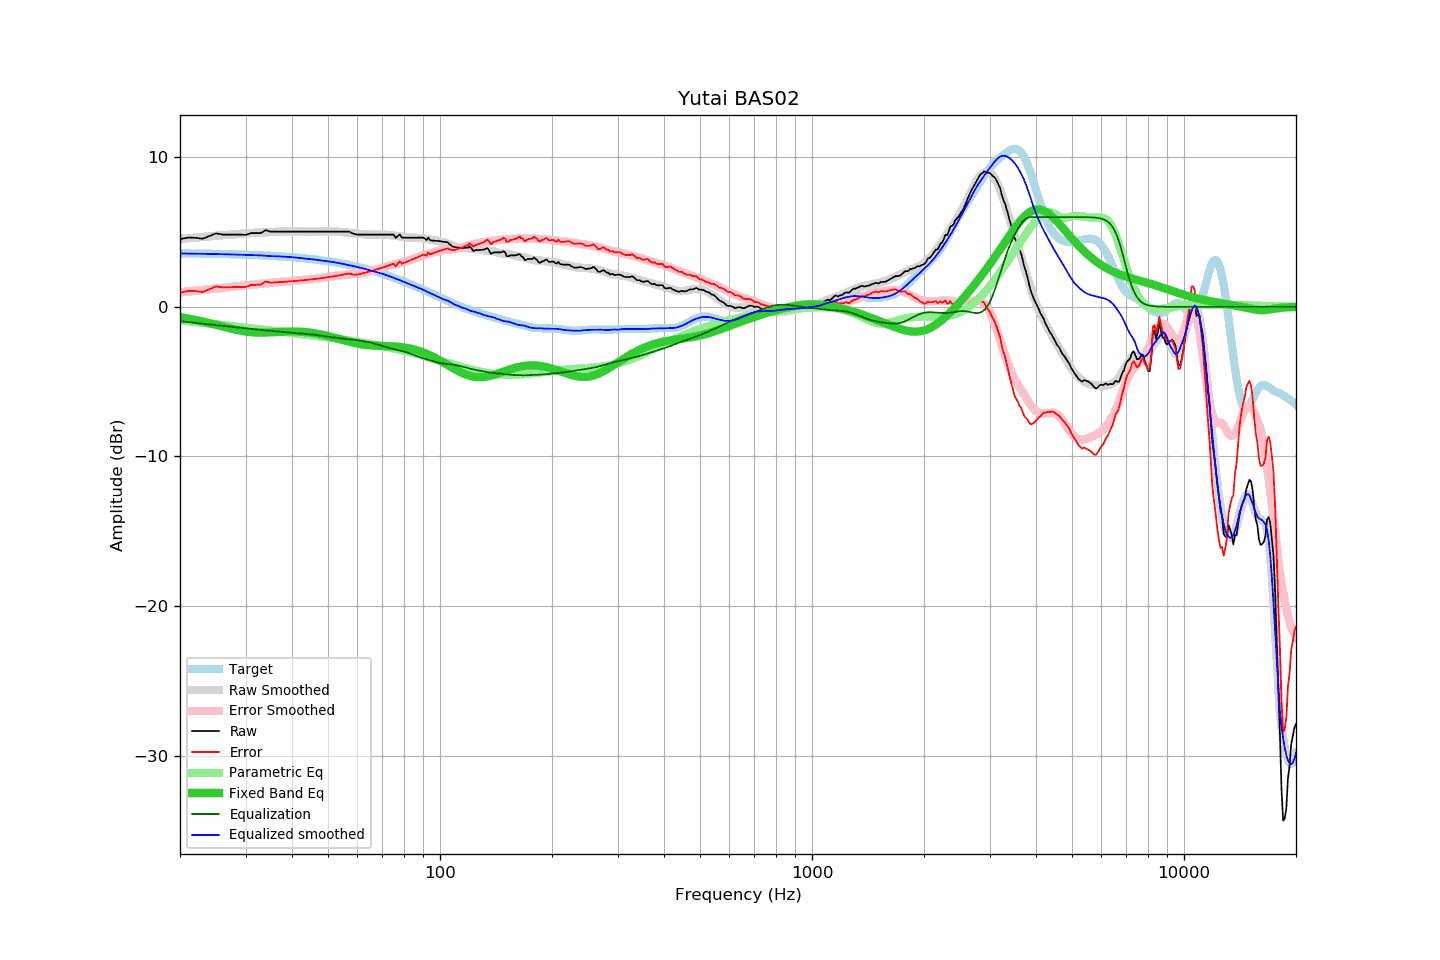 Yutai BAS02
10
0
−10
−20
−30
Amplitude (dBr)
Target
Raw Smoothed
Error Smoothed
Raw
Error
Parametric Eq
Fixed Band Eq
Equalization
Equalized smoothed
100
1000
10000
Frequency (Hz)